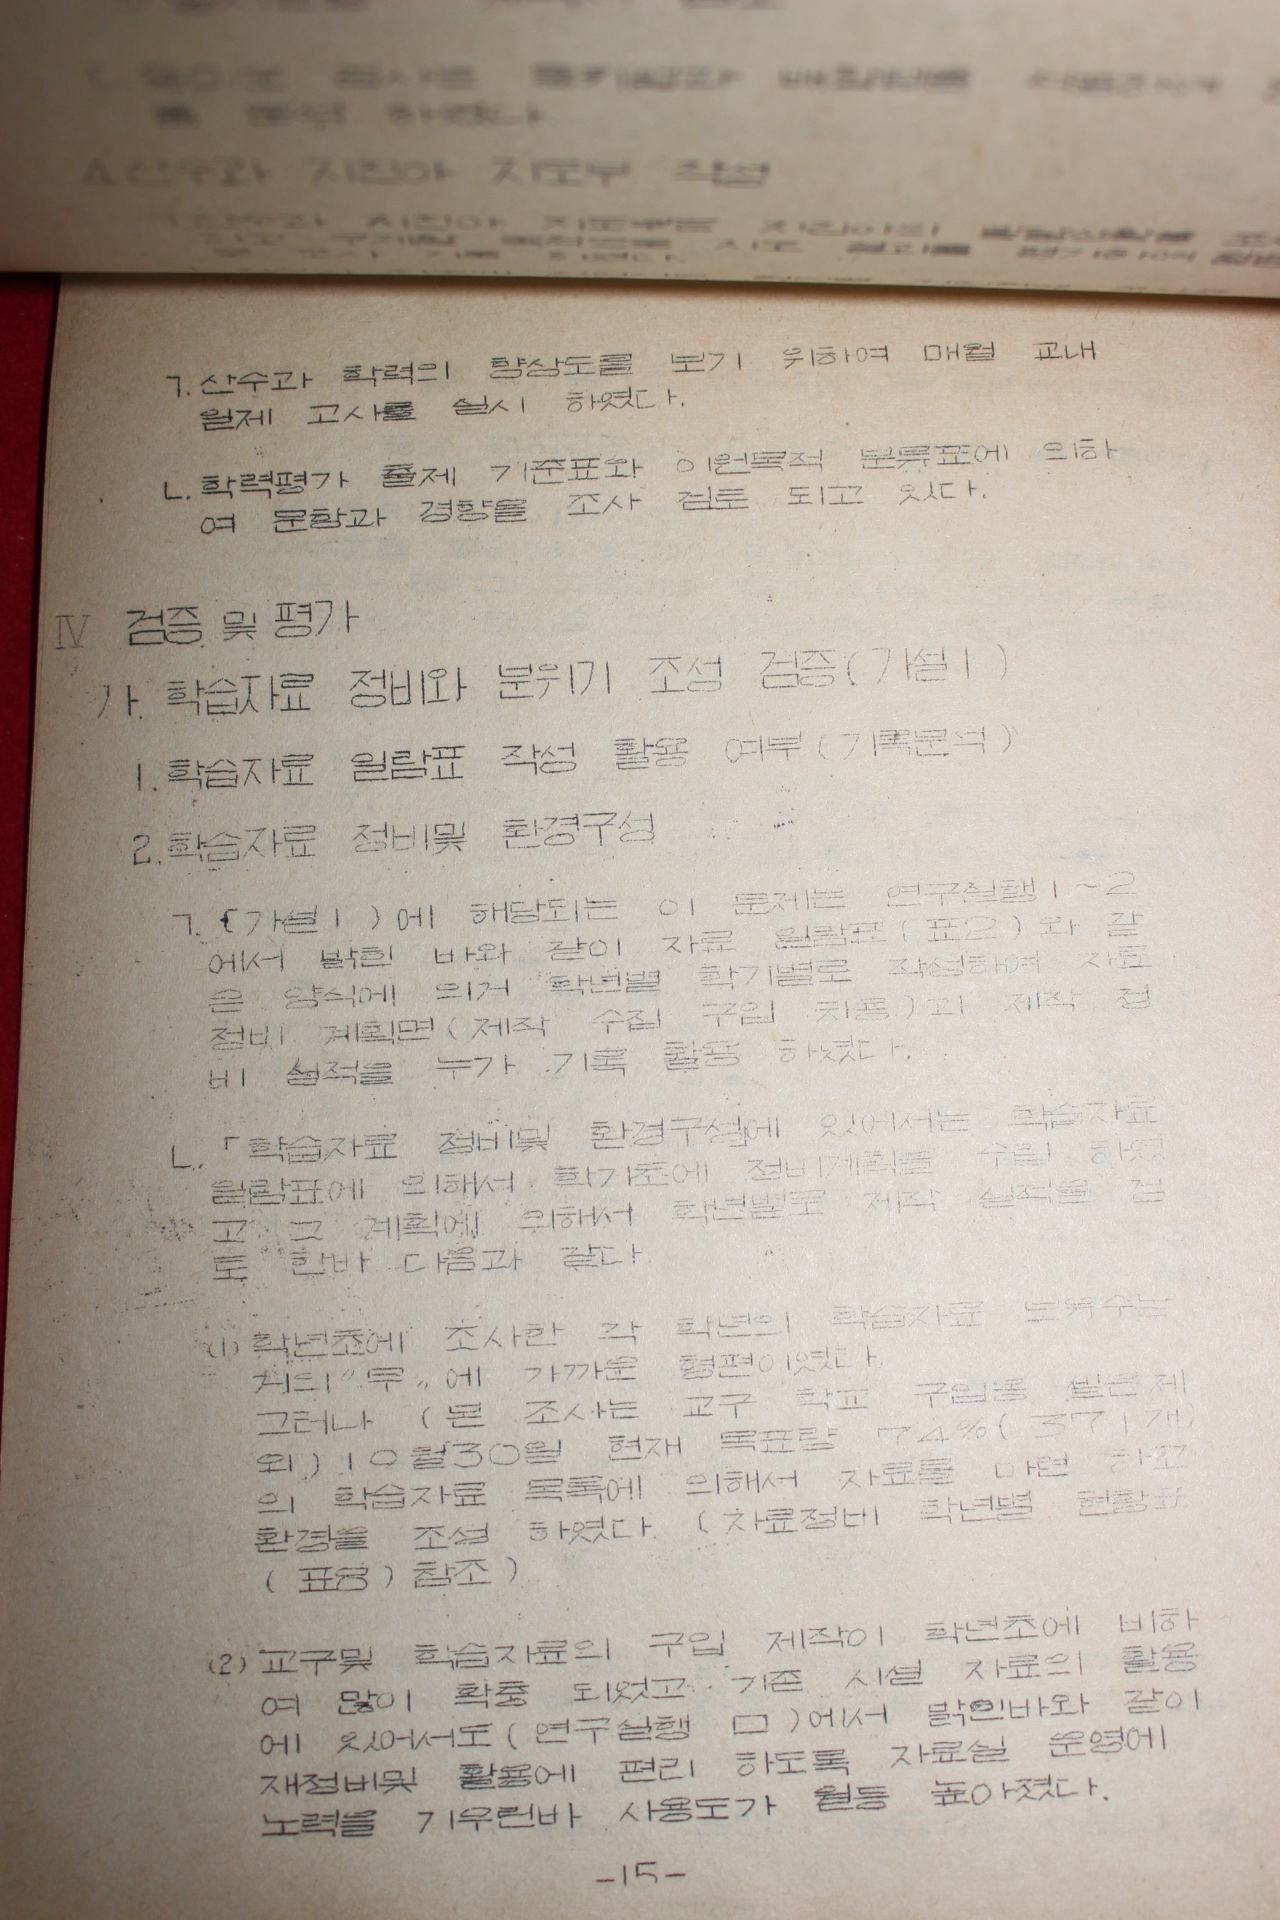 A 산수과 지진아 지도부 작성
ㄱ. 산수과 학력의 향상도를 보기 위하여 매월 교내
월제 고사를 실시 하였다.
ㄴ. 학력평가 출제 기준표와 이원목적 분류표에 의하
여 문항과 경향을 조사 검토 되고 있다.
Ⅳ 검증 및 평가
가. 학습자료 정비와 분위기 조성 검증(가설1)
1. 학습자료 일람표 작성 활용 여부(기록분석)
2. 학습자료 정비및 환경구성
ㄱ. (가설1)에 해당되는 이 문제는 연구실행1~2
에서 밝힌 바와 같이 자료 일람표(표2)와 같
은 양식에 의거 학년별 학기별로 작성하여 자료
정비 계획면(제작 수집 구입 차용)과 제작 정
비 실적을 누가 기록 활용 하였다.
ㄴ. 「학습자료 정비및 환경구성에 있어서는 학습자료
일람표에 의해서 학기초에 정비계획을 수립 하였
고 그 계획에 의해서 학년별로 제작 실적을 검
토 한바 다음과 같다
(1) 학년초에 조사한 각 학년의 학습자료 보유수는
거의 "무"에 가까운 형편이였다.
그러나 (본 조사는 교구 학교 구입용 일련제
외) 10월30일 현재 목표량 74%(371개)
의 학습자료 목록에 의해서 자료를 마련 하고
환경을 조성 하였다. (자료정비 학년별 현황표
(표용) 참조)
(2) 교구및 학습자료의 구입 제작이 학년초에 비하
여 많이 확충 되었고 기존 시설 자료의 활용
에 있어서도(연구실행 ㅁ)에서 밝힌바와 같이
재정비및 활용에 편리 하도록 자료실 운영에
노력을 기우린바 사용도가 월등 높아졌다.
-15-